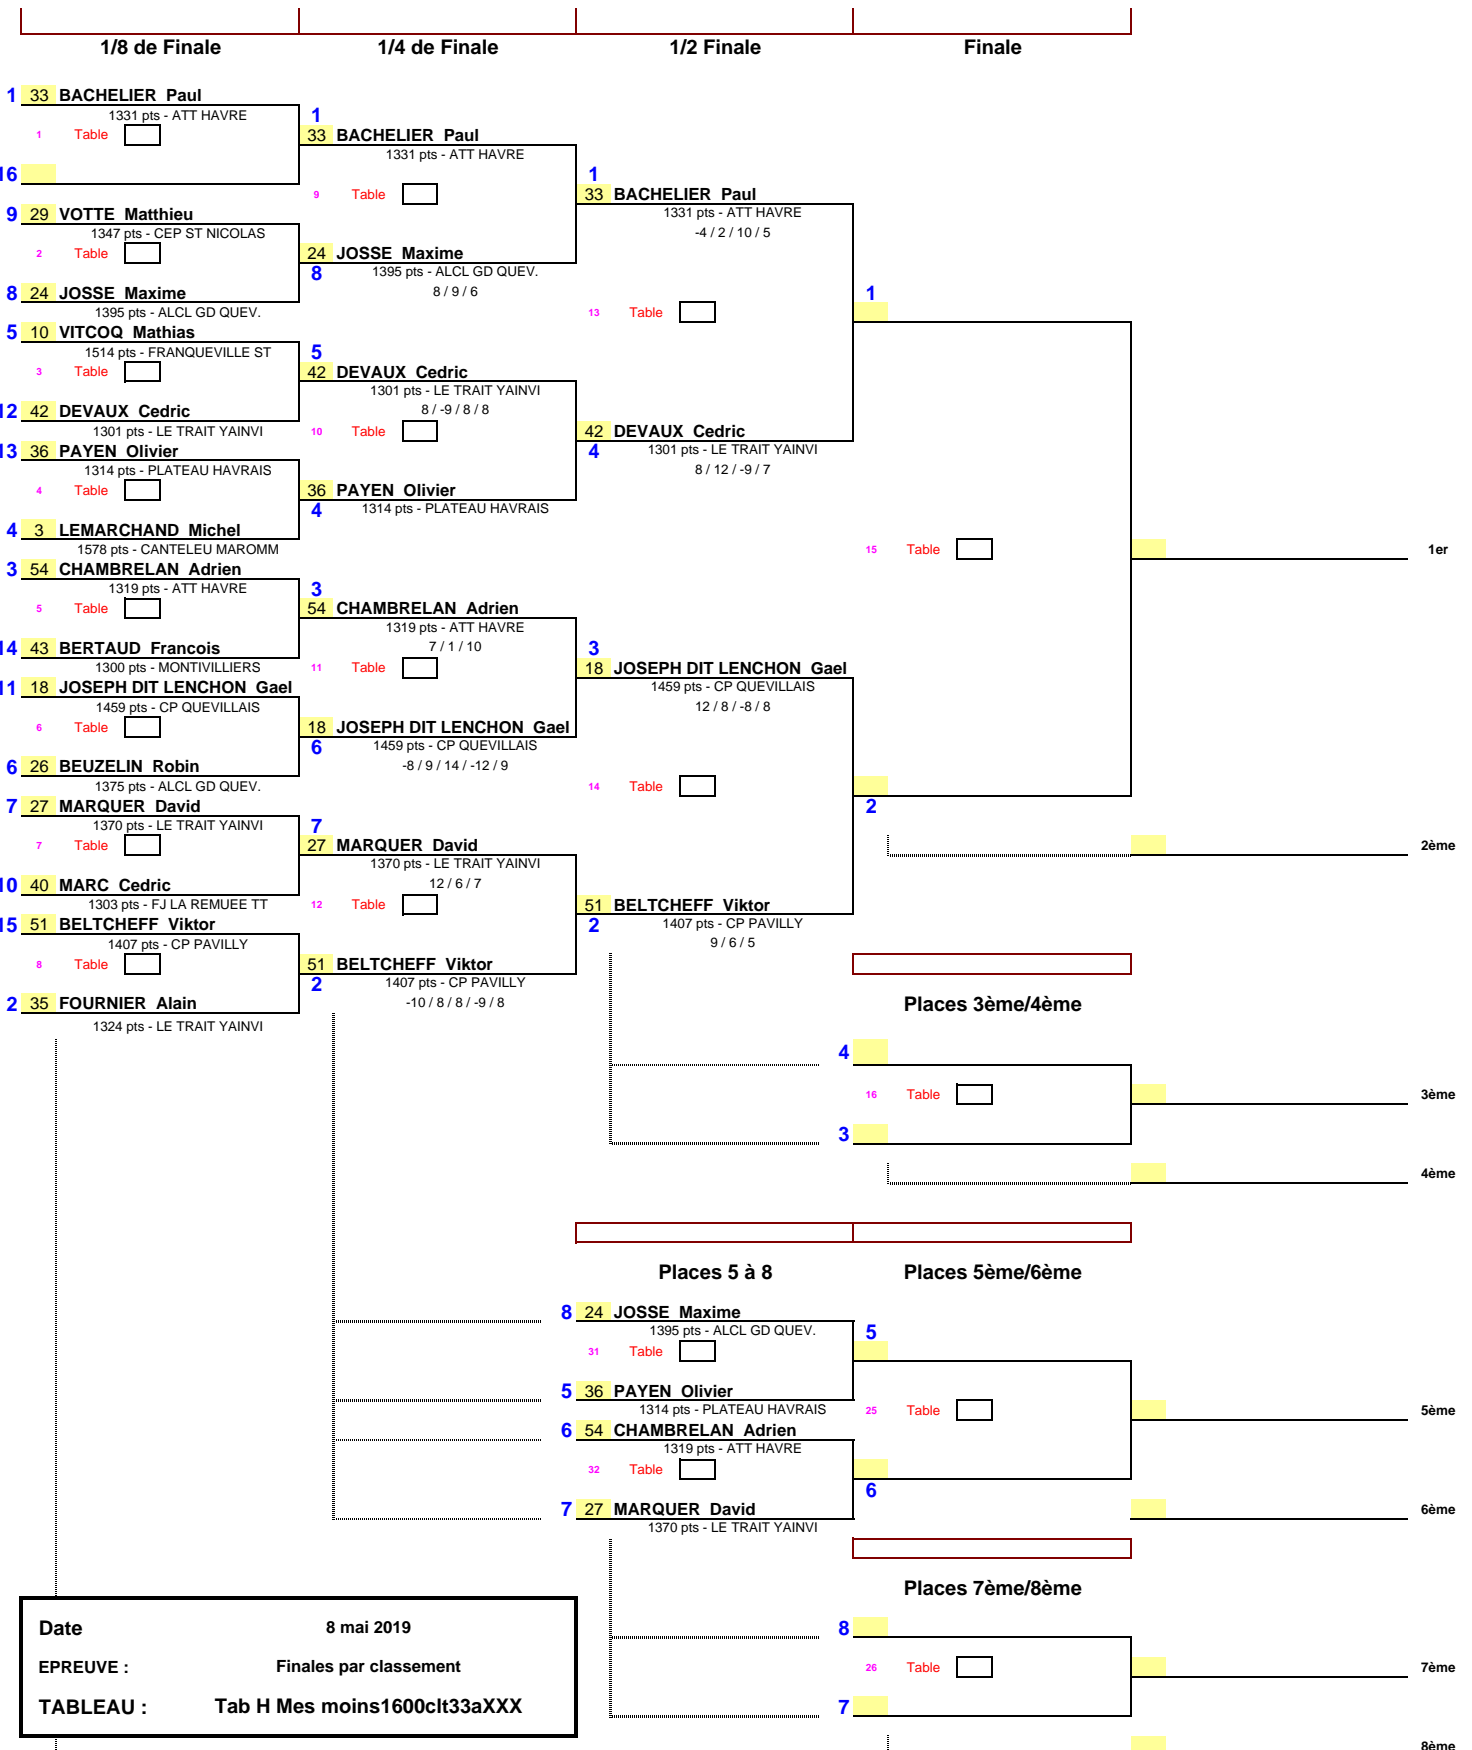 1/8 de Finale
1/4 de Finale
1/2 Finale
Finale
1 33 BACHELIER Paul
1331 pts - ATT HAVRE
1 Table
16
9 29 VOTTE Matthieu
1347 pts - CEP ST NICOLAS
2 Table
8 24 JOSSE Maxime
1395 pts - ALCL GD QUEV.
5 10 VITCOQ Mathias
1514 pts - FRANQUEVILLE ST
3 Table
12 42 DEVAUX Cedric
1301 pts - LE TRAIT YAINVI
13 36 PAYEN Olivier
1314 pts - PLATEAU HAVRAIS
4 Table
4 3 LEMARCHAND Michel
1578 pts - CANTELEU MAROMM
3 54 CHAMBRELAN Adrien
1319 pts - ATT HAVRE
5 Table
14 43 BERTAUD Francois
1300 pts - MONTIVILLIERS
11 18 JOSEPH DIT LENCHON Gael
1459 pts - CP QUEVILLAIS
6 Table
6 26 BEUZELIN Robin
1375 pts - ALCL GD QUEV.
7 27 MARQUER David
1370 pts - LE TRAIT YAINVI
7 Table
10 40 MARC Cedric
1303 pts - FJ LA REMUEE TT
15 51 BELTCHEFF Viktor
1407 pts - CP PAVILLY
8 Table
2 35 FOURNIER Alain
1324 pts - LE TRAIT YAINVI
1
33 BACHELIER Paul
1331 pts - ATT HAVRE
9 Table
24 JOSSE Maxime
8 1395 pts - ALCL GD QUEV.
8 / 9 / 6
5
42 DEVAUX Cedric
1301 pts - LE TRAIT YAINVI
8 / -9 / 8 / 8
10 Table
36 PAYEN Olivier
4 1314 pts - PLATEAU HAVRAIS
3
54 CHAMBRELAN Adrien
1319 pts - ATT HAVRE
7 / 1 / 10
11 Table
18 JOSEPH DIT LENCHON Gael
6 1459 pts - CP QUEVILLAIS
-8 / 9 / 14 / -12 / 9
7
27 MARQUER David
1370 pts - LE TRAIT YAINVI
12 / 6 / 7
12 Table
51 BELTCHEFF Viktor
2 1407 pts - CP PAVILLY
-10 / 8 / 8 / -9 / 8
1
33 BACHELIER Paul
1331 pts - ATT HAVRE
-4 / 2 / 10 / 5
13 Table
42 DEVAUX Cedric
4 1301 pts - LE TRAIT YAINVI
8 / 12 / -9 / 7
3
18 JOSEPH DIT LENCHON Gael
1459 pts - CP QUEVILLAIS
12 / 8 / -8 / 8
14 Table
51 BELTCHEFF Viktor
2 1407 pts - CP PAVILLY
9 / 6 / 5
1
15 Table
1er
2
2ème
Places 3ème/4ème
4
16 Table
3ème
3
4ème
Places 5 à 8
Places 5ème/6ème
8 24 JOSSE Maxime
1395 pts - ALCL GD QUEV.
31 Table
5 36 PAYEN Olivier
1314 pts - PLATEAU HAVRAIS
6 54 CHAMBRELAN Adrien
1319 pts - ATT HAVRE
32 Table
7 27 MARQUER David
1370 pts - LE TRAIT YAINVI
5
25 Table
5ème
6
6ème
Places 7ème/8ème
8
26 Table
7ème
7
8ème
Date 8 mai 2019
EPREUVE : Finales par classement
TABLEAU : Tab H Mes moins1600clt33aXXX